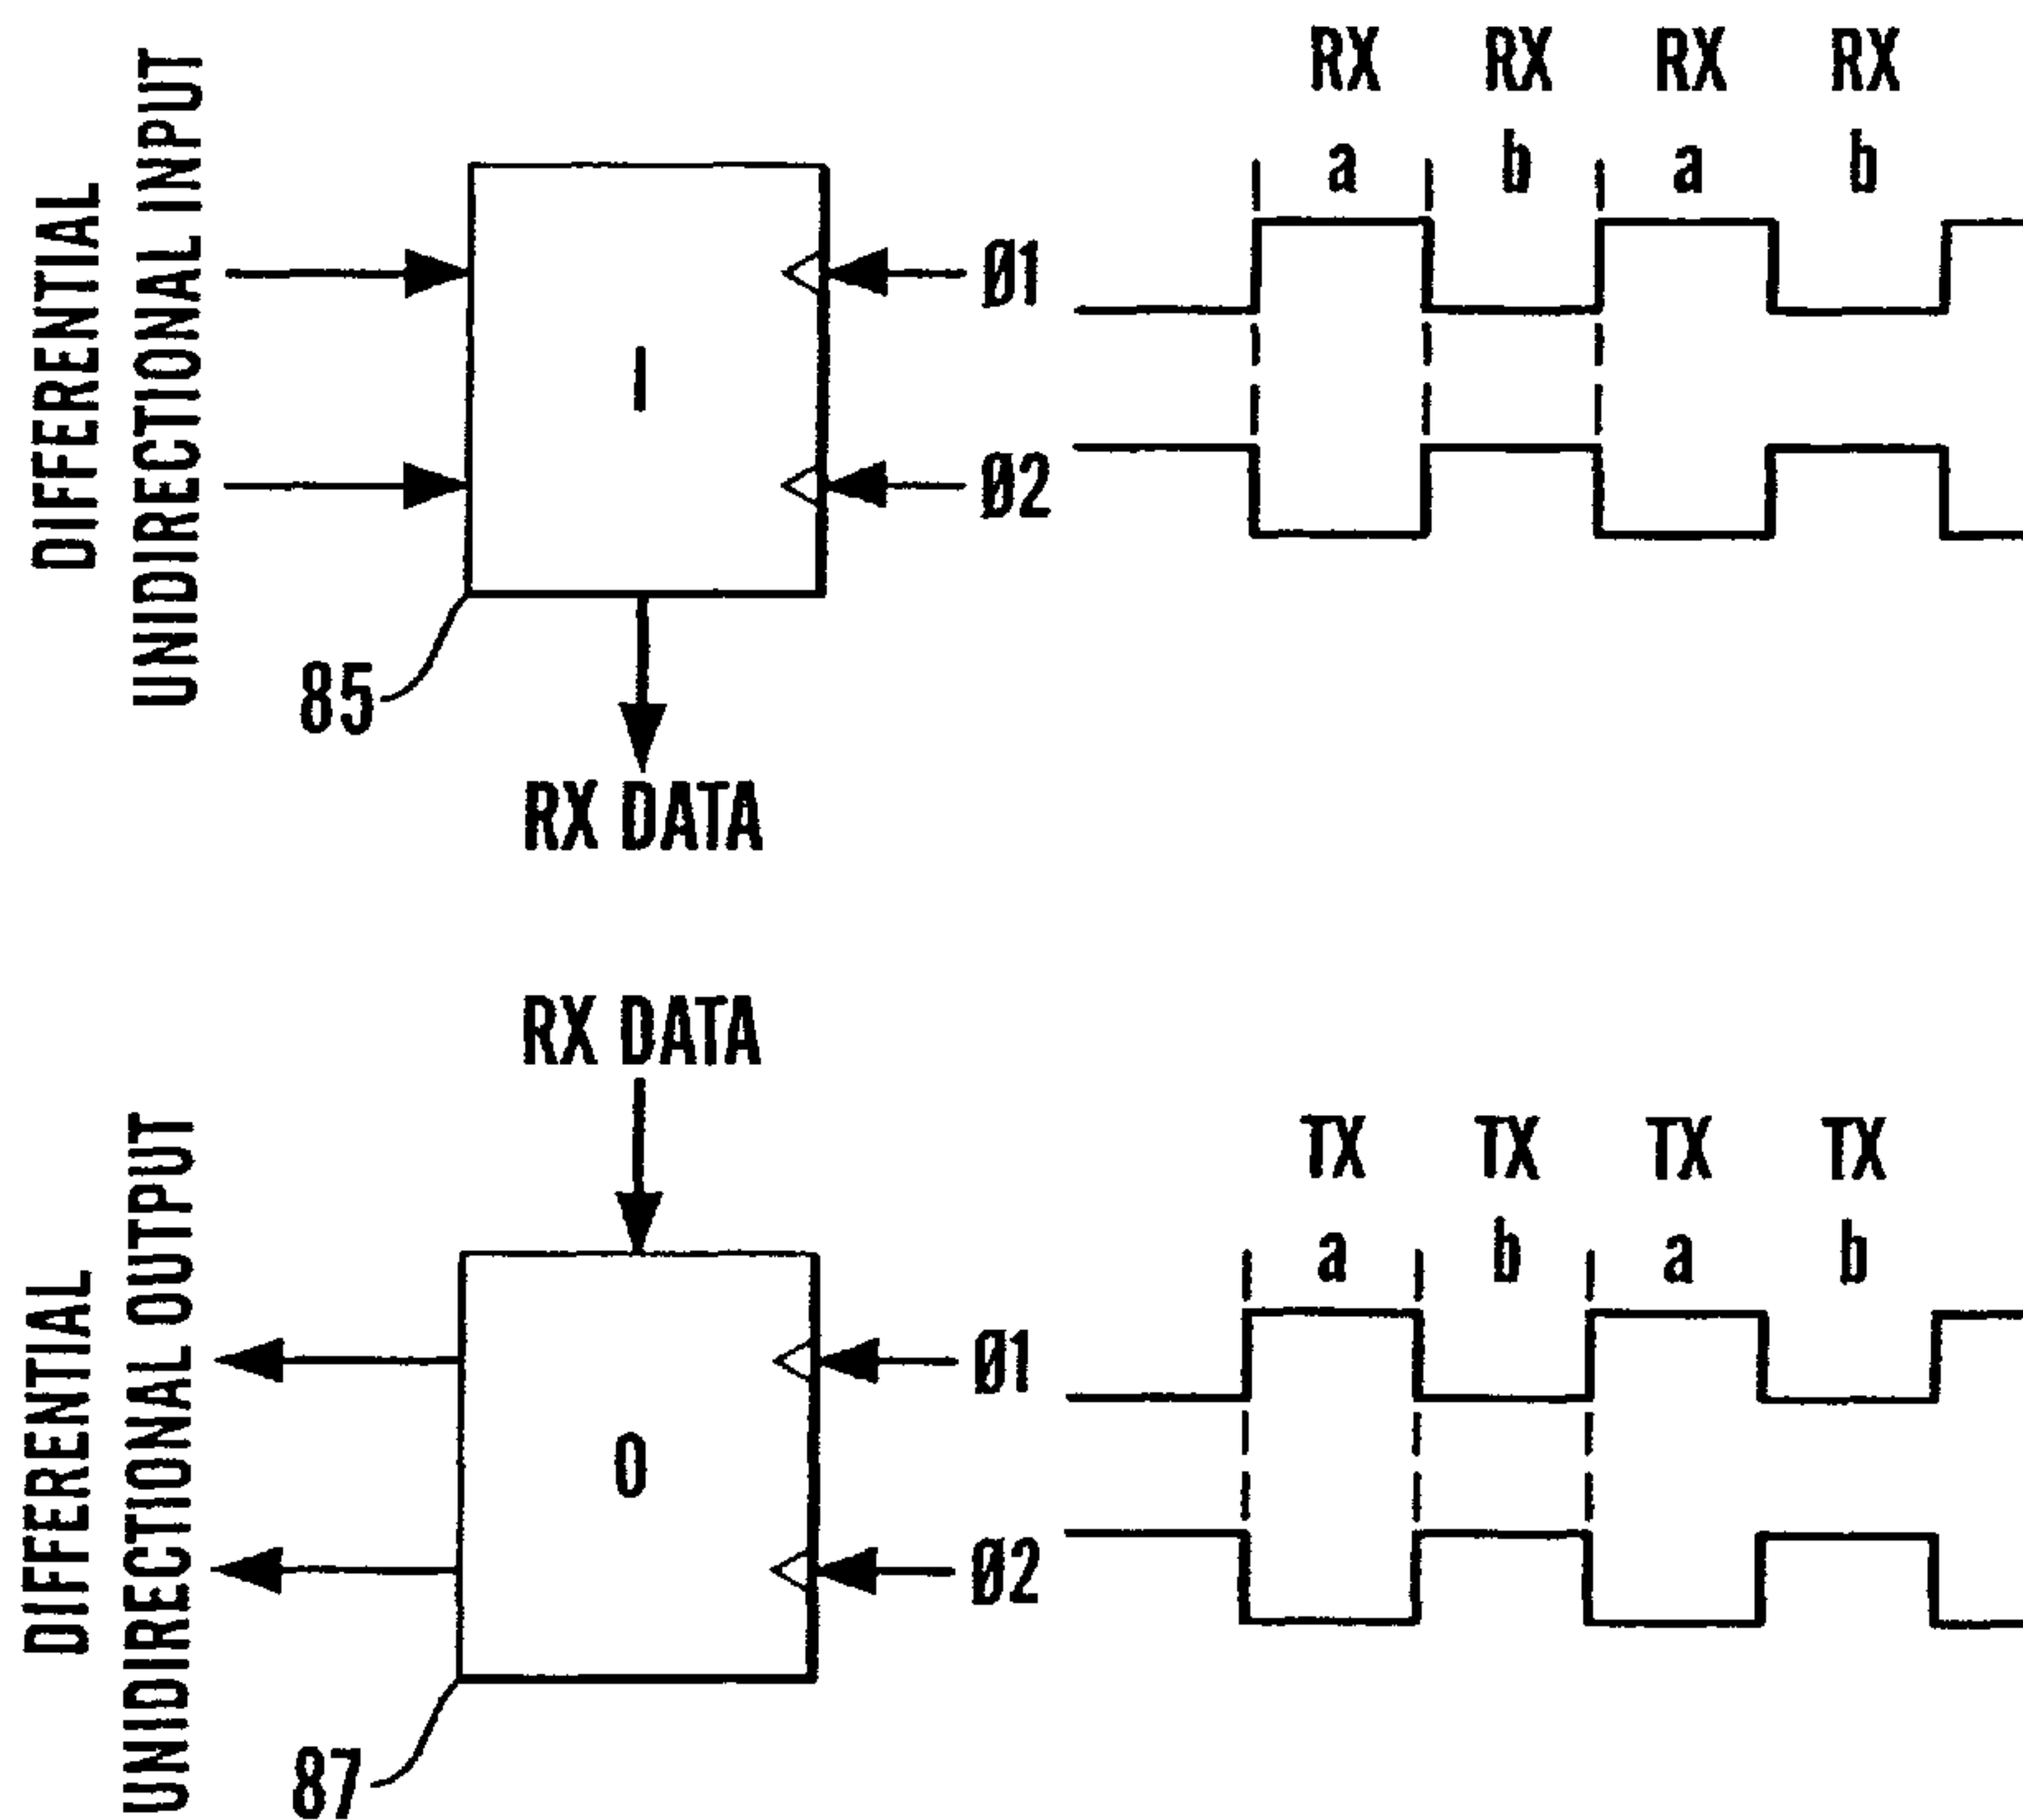 DIFFERENTIAL
UNIDIRECTIONAL INPUT
I
Ø1
Ø2
85
RX DATA
RX RX RX RX
a b a b
RX DATA
DIFFERENTIAL
UNIDIRECTIONAL OUTPUT
O
Ø1
Ø2
87
TX TX TX TX
a b a b